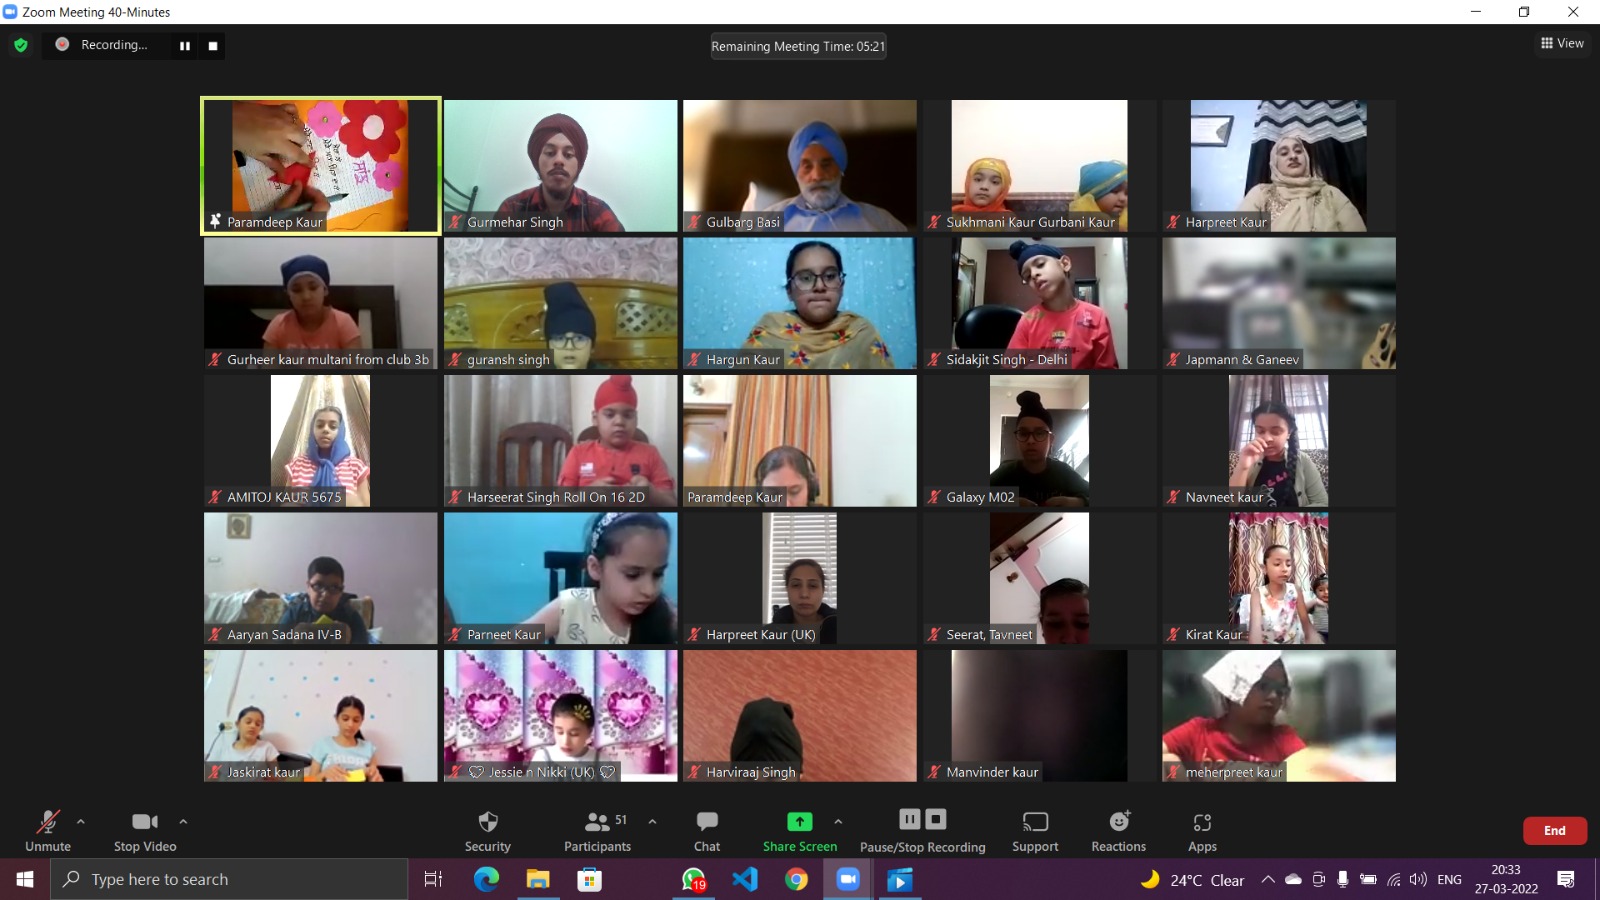 Zoom Meeting 40-Minutes
Recording...
Remaining Meeting Time: 05:21
View
Paramdeep Kaur
Gurmehar Singh
Gulbarg Basi
Sukhmani Kaur Gurbani Kaur
Harpreet Kaur
Gurheer kaur multani from club 3b
guransh singh
Hargun Kaur
Sidakjit Singh - Delhi
Japmann & Ganeev
AMITOJ KAUR 5675
Harseerat Singh Roll On 16 2D
Paramdeep Kaur
Galaxy M02
Navneet kaur
Aaryan Sadana IV-B
Parneet Kaur
Harpreet Kaur (UK)
Seerat, Tavneet
Kirat Kaur
Jaskirat kaur
Jessie n Nikki (UK)
Harviraaj Singh
Manvinder kaur
meherpreet kaur
Unmute
Stop Video
Security
51
Participants
Chat
Share Screen
Pause/Stop Recording
Support
Reactions
Apps
End
Type here to search
19
24°C Clear
ENG
20:33
27-03-2022